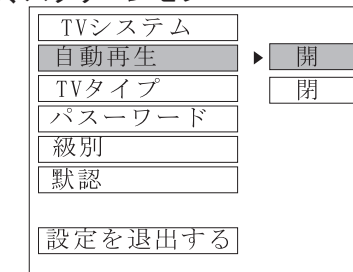 TVシステム
自動再生 ▶ 開
TVタイプ 閉
パスワード
級別
默認
設定を退出する